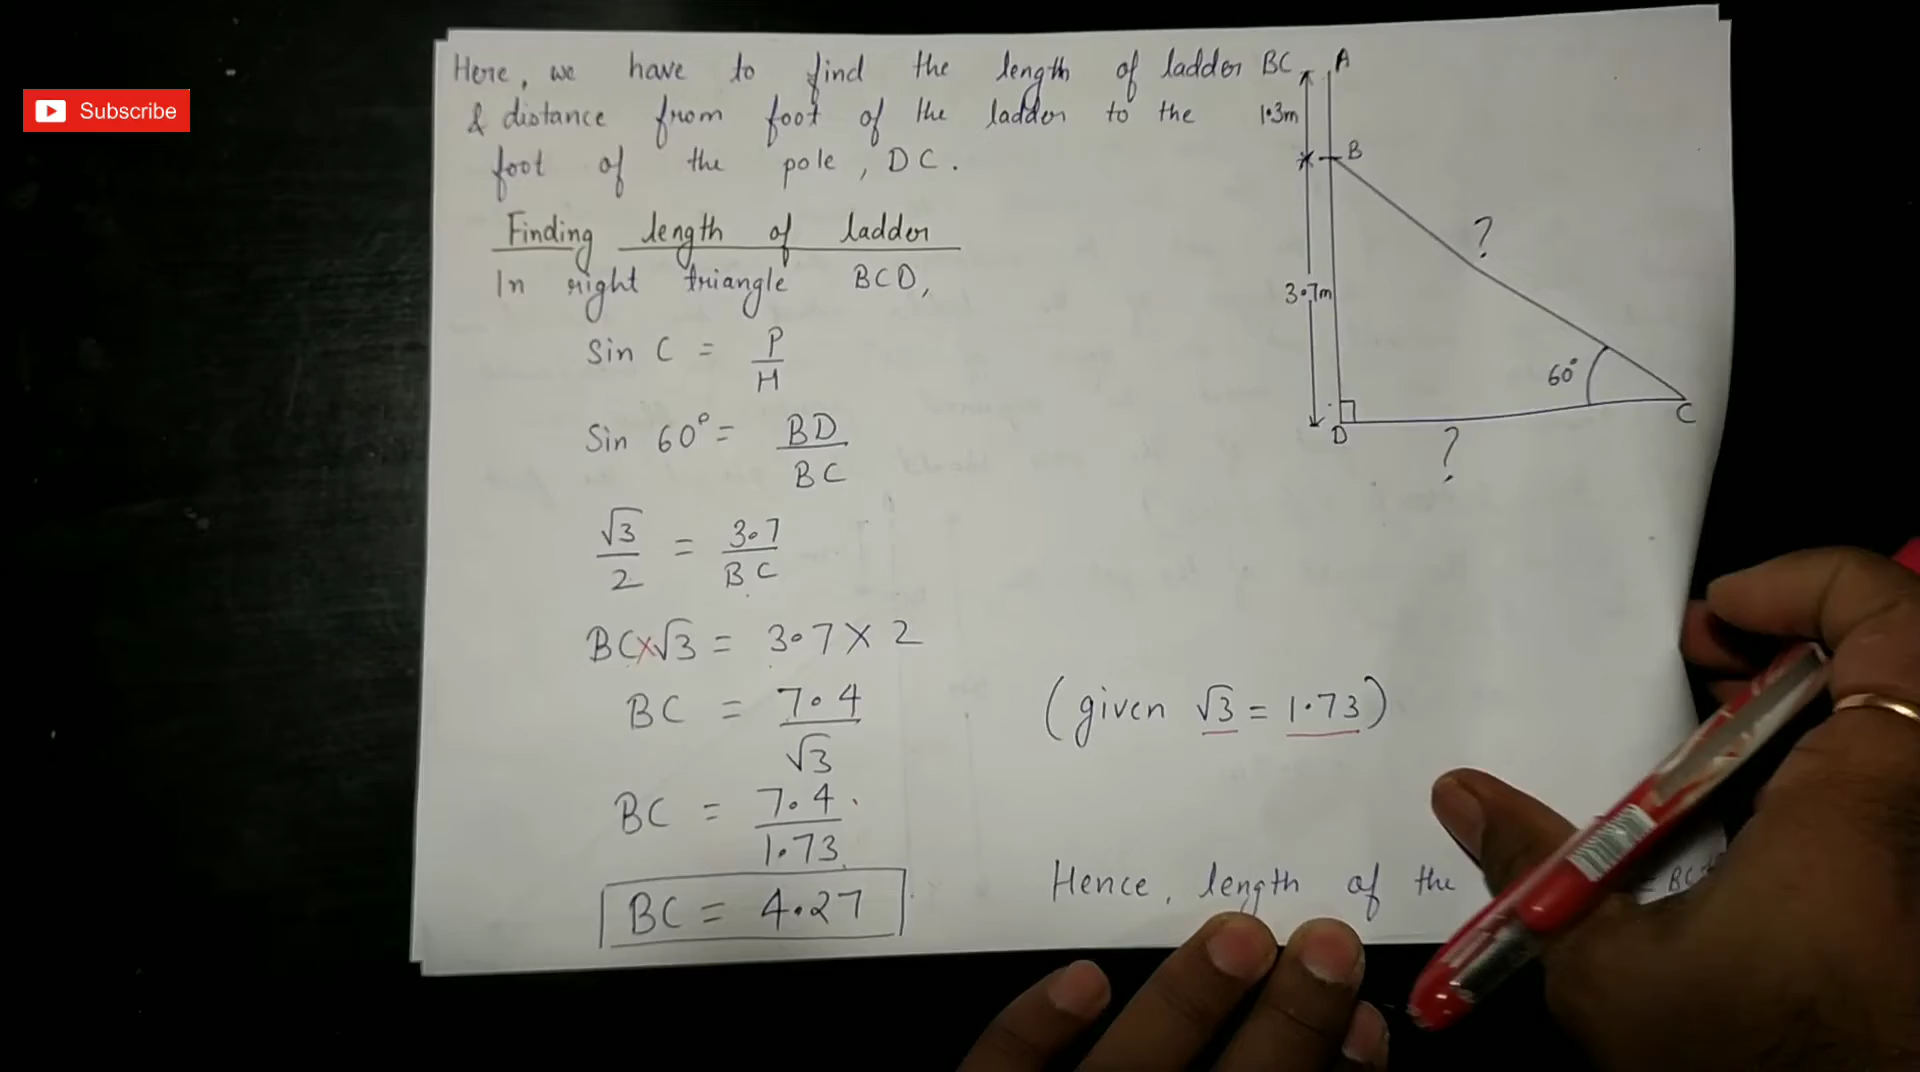 Subscribe
Here, we have to find the length of ladder BC
& distance from foot of the ladder to the
foot of the pole, DC.
Finding length of ladder
In right triangle BCD,
Sin C = P/H
Sin 60° = BD/BC
√3/2 = 3.7/BC
BC×√3 = 3.7 × 2
BC = 7.4/√3
(given √3 = 1.73)
BC = 7.4/1.73
BC = 4.27
Hence, length of the = BC
A
1.3m
B
?
3.7m
60°
D
C
?